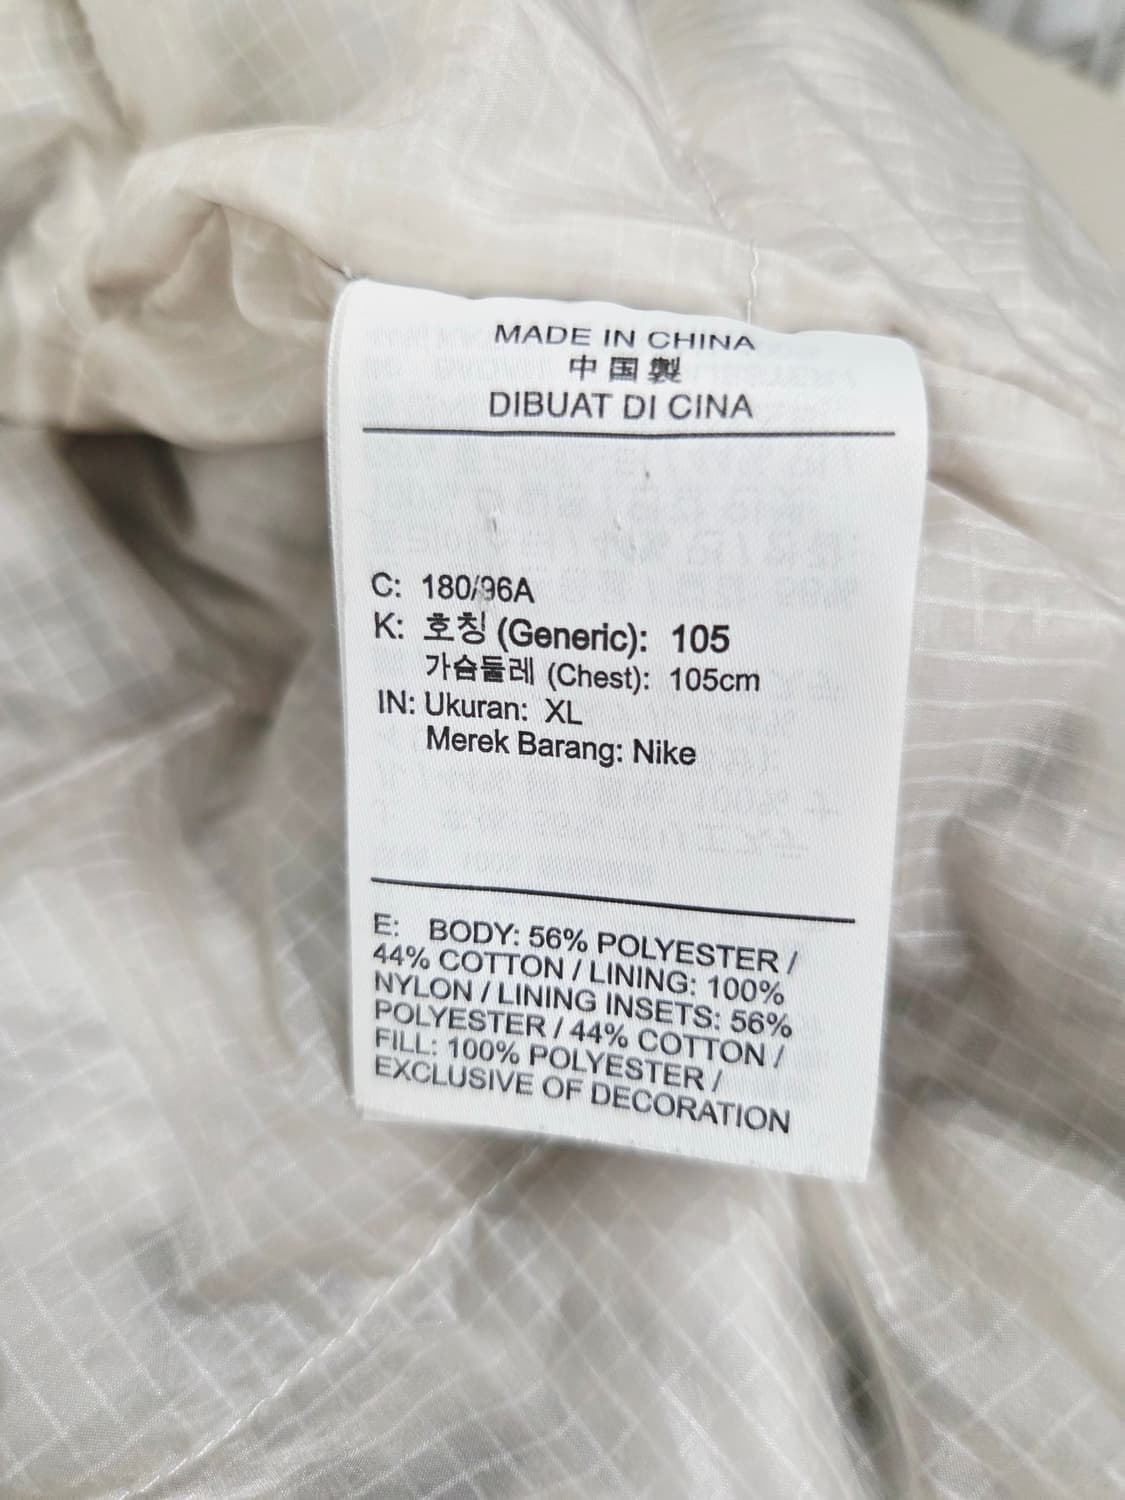 MADE IN CHINA
中国製
DIBUAT DI CINA
C: 180/96A
K: 호칭 (Generic): 105
가슴둘레 (Chest): 105cm
IN: Ukuran: XL
Merek Barang: Nike
E: BODY: 56% POLYESTER /
44% COTTON / LINING: 100%
NYLON / LINING INSETS: 56%
POLYESTER / 44% COTTON /
FILL: 100% POLYESTER /
EXCLUSIVE OF DECORATION